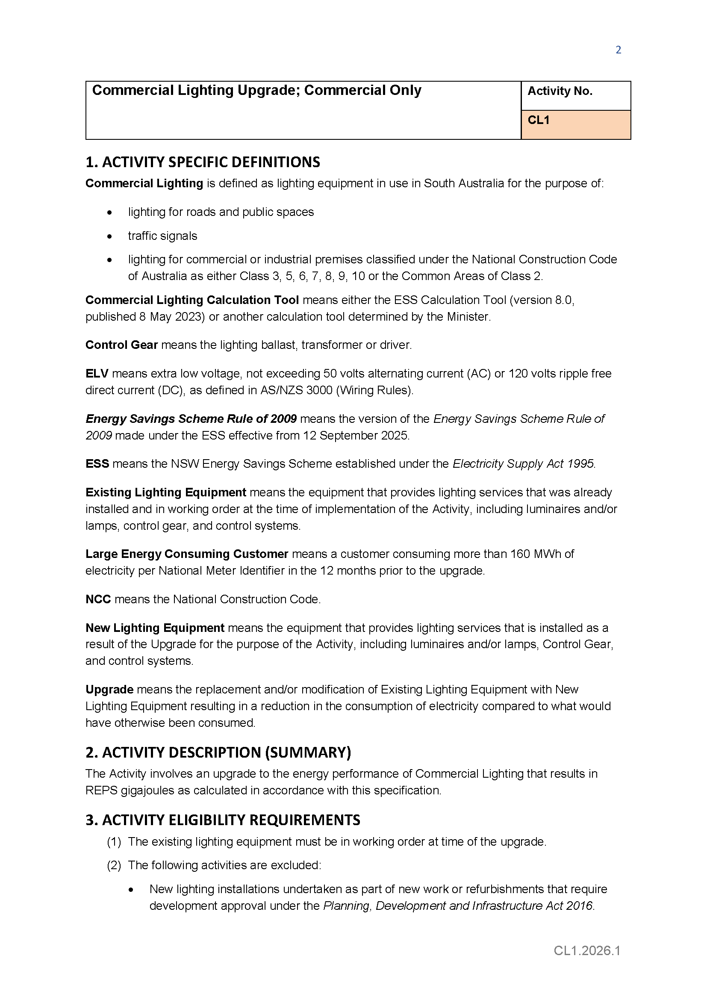 2
Commercial Lighting Upgrade; Commercial Only
Activity No.
CL1
1. ACTIVITY SPECIFIC DEFINITIONS
Commercial Lighting is defined as lighting equipment in use in South Australia for the purpose of:
• lighting for roads and public spaces
• traffic signals
• lighting for commercial or industrial premises classified under the National Construction Code
of Australia as either Class 3, 5, 6, 7, 8, 9, 10 or the Common Areas of Class 2.
Commercial Lighting Calculation Tool means either the ESS Calculation Tool (version 8.0,
published 8 May 2023) or another calculation tool determined by the Minister.
Control Gear means the lighting ballast, transformer or driver.
ELV means extra low voltage, not exceeding 50 volts alternating current (AC) or 120 volts ripple free
direct current (DC), as defined in AS/NZS 3000 (Wiring Rules).
Energy Savings Scheme Rule of 2009 means the version of the Energy Savings Scheme Rule of
2009 made under the ESS effective from 12 September 2025.
ESS means the NSW Energy Savings Scheme established under the Electricity Supply Act 1995.
Existing Lighting Equipment means the equipment that provides lighting services that was already
installed and in working order at the time of implementation of the Activity, including luminaires and/or
lamps, control gear, and control systems.
Large Energy Consuming Customer means a customer consuming more than 160 MWh of
electricity per National Meter Identifier in the 12 months prior to the upgrade.
NCC means the National Construction Code.
New Lighting Equipment means the equipment that provides lighting services that is installed as a
result of the Upgrade for the purpose of the Activity, including luminaires and/or lamps, Control Gear,
and control systems.
Upgrade means the replacement and/or modification of Existing Lighting Equipment with New
Lighting Equipment resulting in a reduction in the consumption of electricity compared to what would
have otherwise been consumed.
2. ACTIVITY DESCRIPTION (SUMMARY)
The Activity involves an upgrade to the energy performance of Commercial Lighting that results in
REPS gigajoules as calculated in accordance with this specification.
3. ACTIVITY ELIGIBILITY REQUIREMENTS
(1) The existing lighting equipment must be in working order at time of the upgrade.
(2) The following activities are excluded:
• New lighting installations undertaken as part of new work or refurbishments that require
development approval under the Planning, Development and Infrastructure Act 2016.
CL1.2026.1